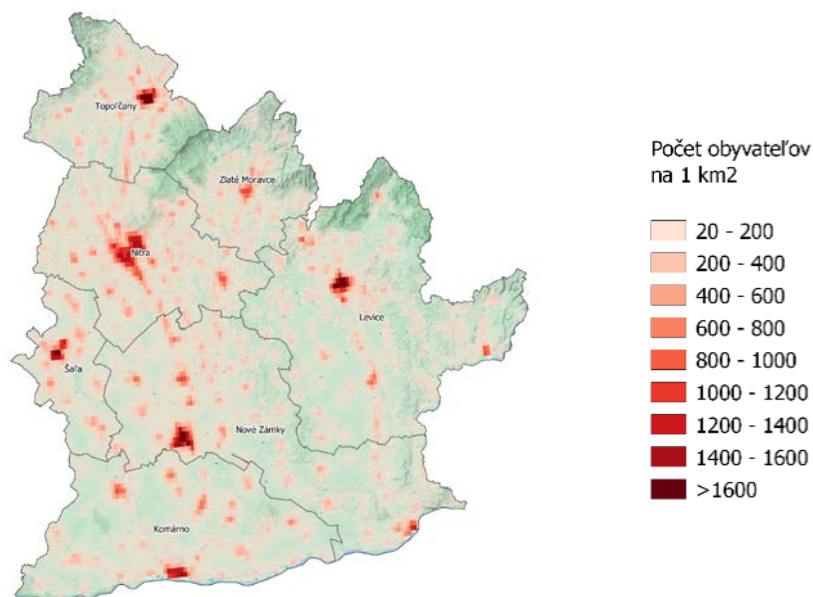 Topoľčany
Zlaté Moravce
Nitra
Levice
Šaľa
Nové Zámky
Komárno
Počet obyvateľov
na 1 km2
20 - 200
200 - 400
400 - 600
600 - 800
800 - 1000
1000 - 1200
1200 - 1400
1400 - 1600
>1600